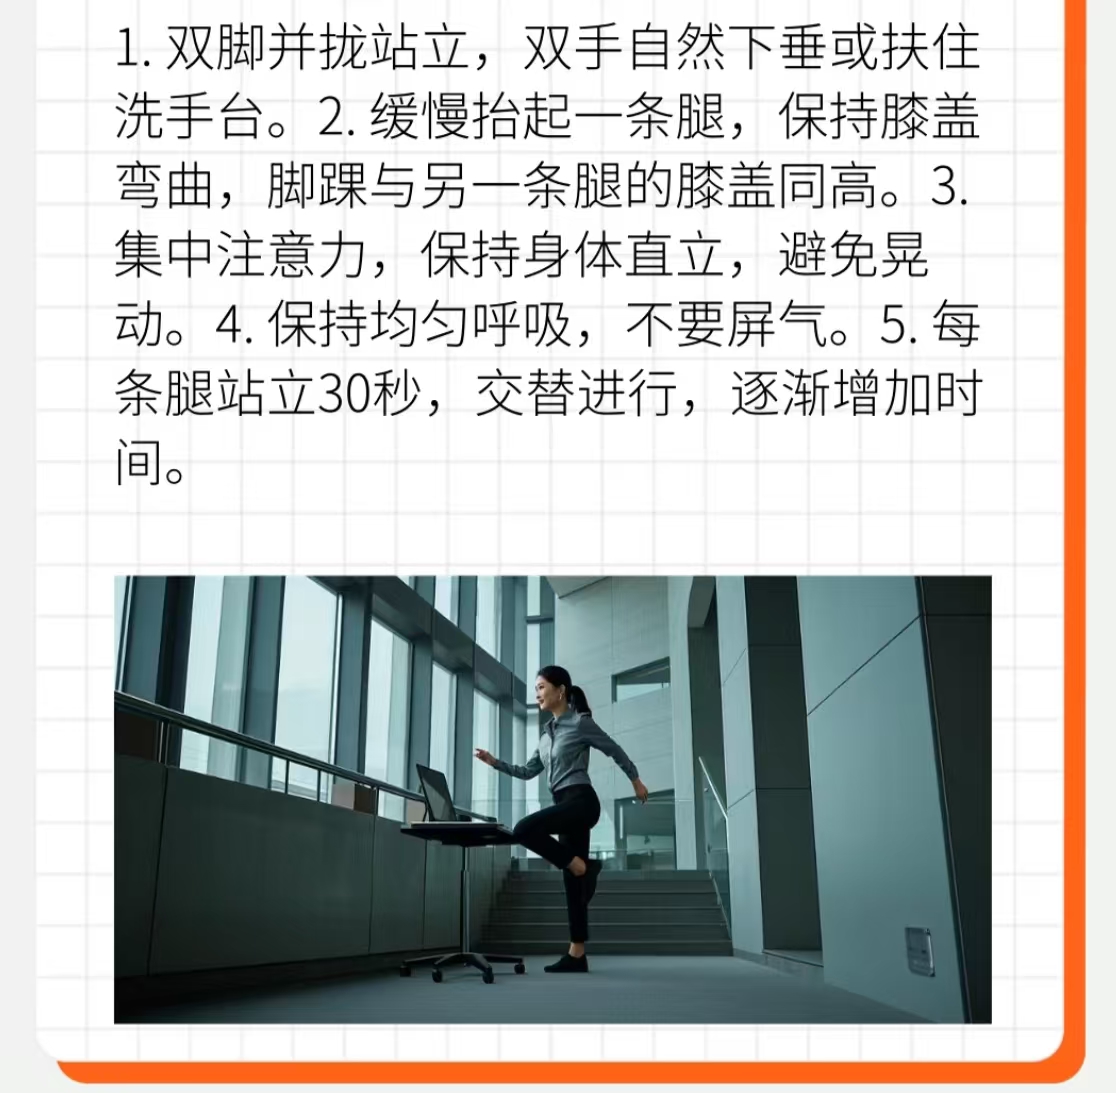 1. 双脚并拢站立，双手自然下垂或扶住
洗手台。2. 缓慢抬起一条腿，保持膝盖
弯曲，脚踝与另一条腿的膝盖同高。3.
集中注意力，保持身体直立，避免晃
动。4. 保持均匀呼吸，不要屏气。5. 每
条腿站立30秒，交替进行，逐渐增加时
间。